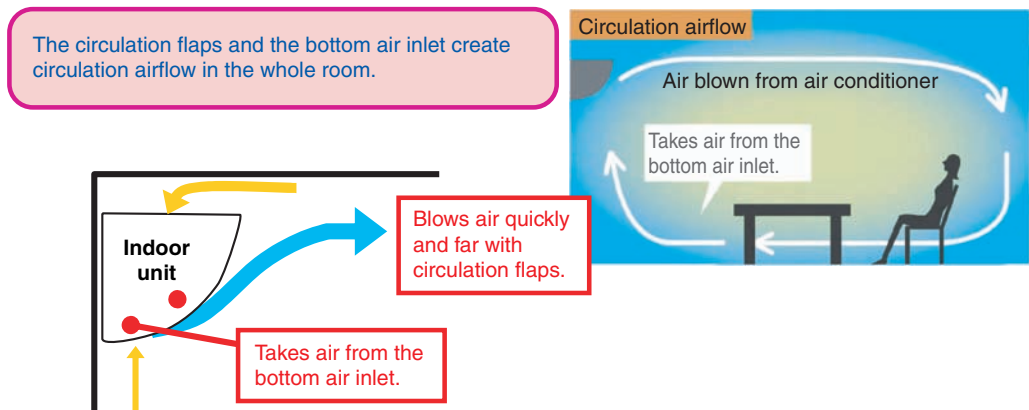 The circulation flaps and the bottom air inlet create
circulation airflow in the whole room.
Circulation airflow
Air blown from air conditioner
Takes air from the
bottom air inlet.
Indoor
unit
Blows air quickly
and far with
circulation flaps.
Takes air from the
bottom air inlet.